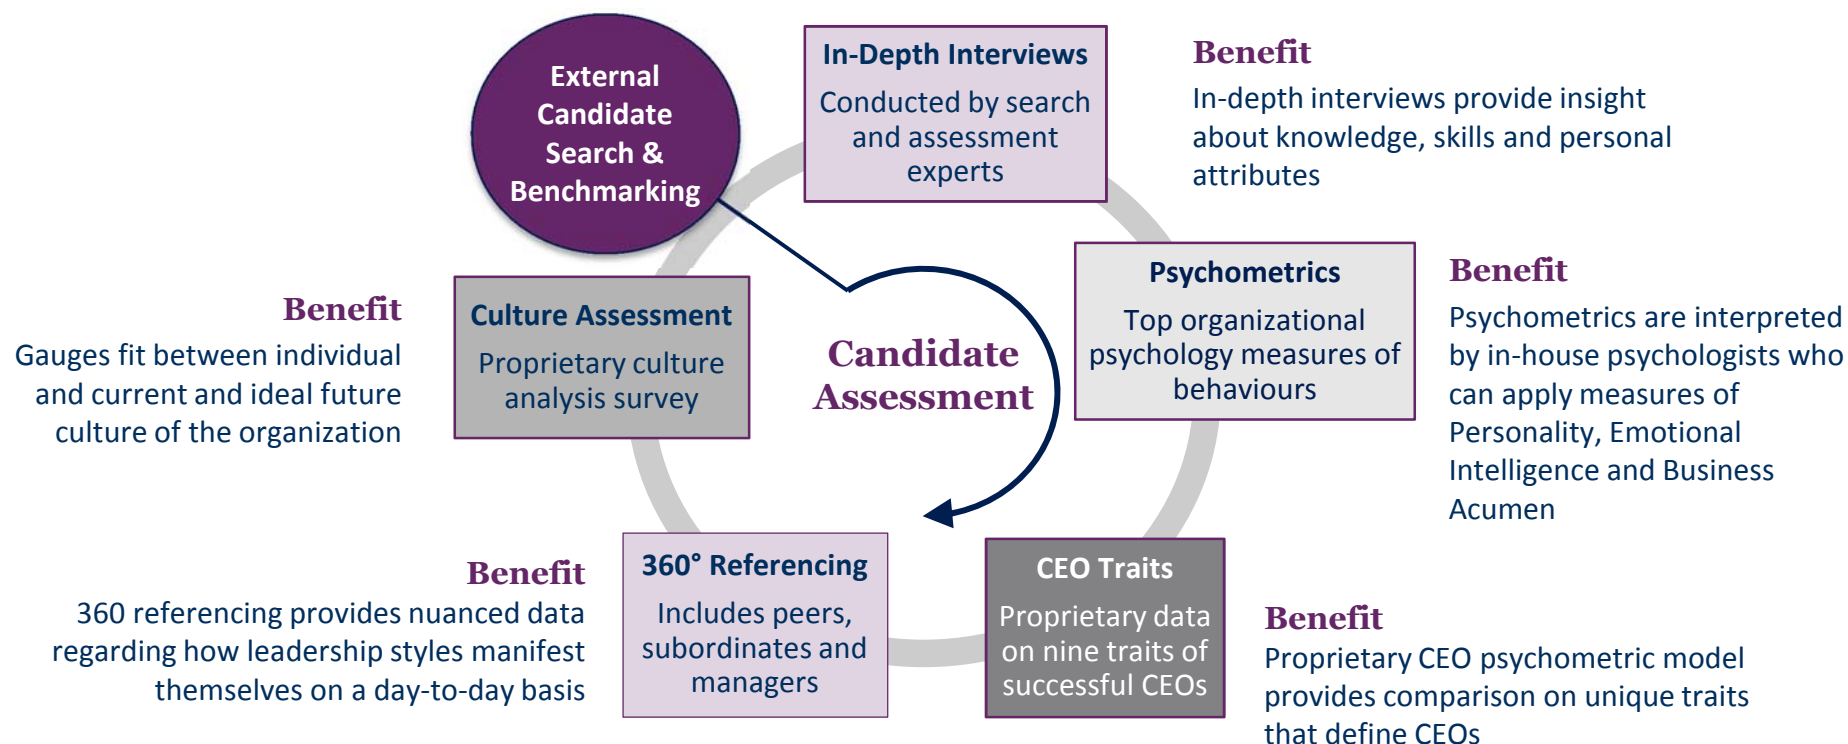 External
Candidate
Search &
Benchmarking
In-Depth Interviews
Conducted by search
and assessment
experts
Benefit
In-depth interviews provide insight
about knowledge, skills and personal
attributes
Psychometrics
Top organizational
psychology measures of
behaviours
Benefit
Psychometrics are interpreted
by in-house psychologists who
can apply measures of
Personality, Emotional
Intelligence and Business
Acumen
Benefit
Gauges fit between individual
and current and ideal future
culture of the organization
Culture Assessment
Proprietary culture
analysis survey
Candidate
Assessment
Benefit
360 referencing provides nuanced data
regarding how leadership styles manifest
themselves on a day-to-day basis
360° Referencing
Includes peers,
subordinates and
managers
CEO Traits
Proprietary data
on nine traits of
successful CEOs
Benefit
Proprietary CEO psychometric model
provides comparison on unique traits
that define CEOs